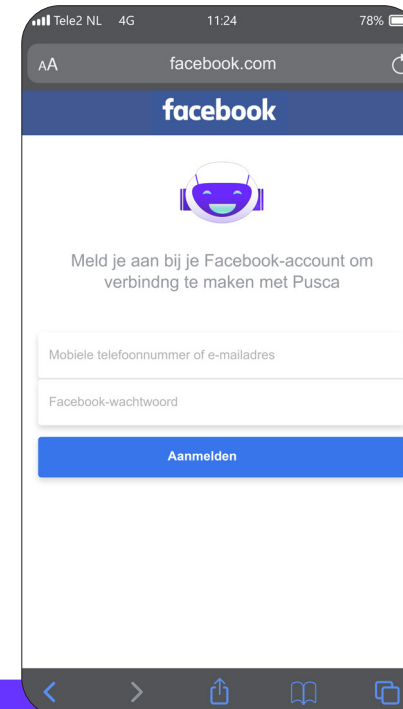 Tele2 NL 4G 11:24 78%
AA facebook.com
facebook
Meld je aan bij je Facebook-account om
verbindng te maken met Pusca
Mobiele telefoonnummer of e-mailadres
Facebook-wachtwoord
Aanmelden